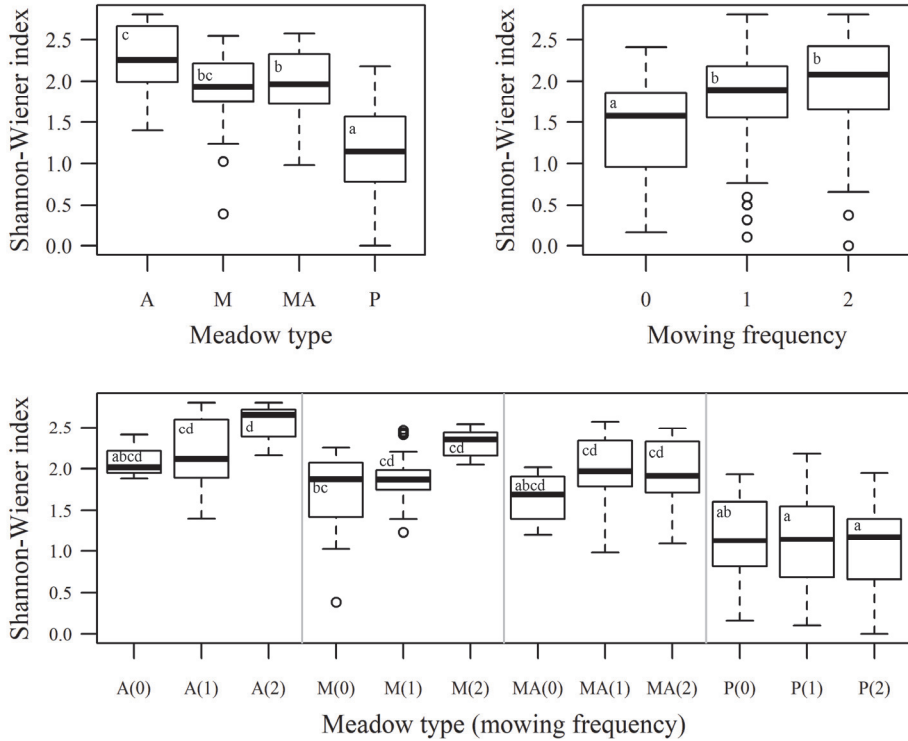 Shannon-Wiener index
2.5
2.0
1.5
1.0
0.5
0.0
c
bc
b
a
A M MA P
Meadow type
Shannon-Wiener index
2.5
2.0
1.5
1.0
0.5
0.0
a
b
b
0 1 2
Mowing frequency
Shannon-Wiener index
2.5
2.0
1.5
1.0
0.5
0.0
abcd
cd
d
bc
cd
cd
abcd
cd
cd
ab
a
a
A(0) A(1) A(2) M(0) M(1) M(2) MA(0) MA(1) MA(2) P(0) P(1) P(2)
Meadow type (mowing frequency)